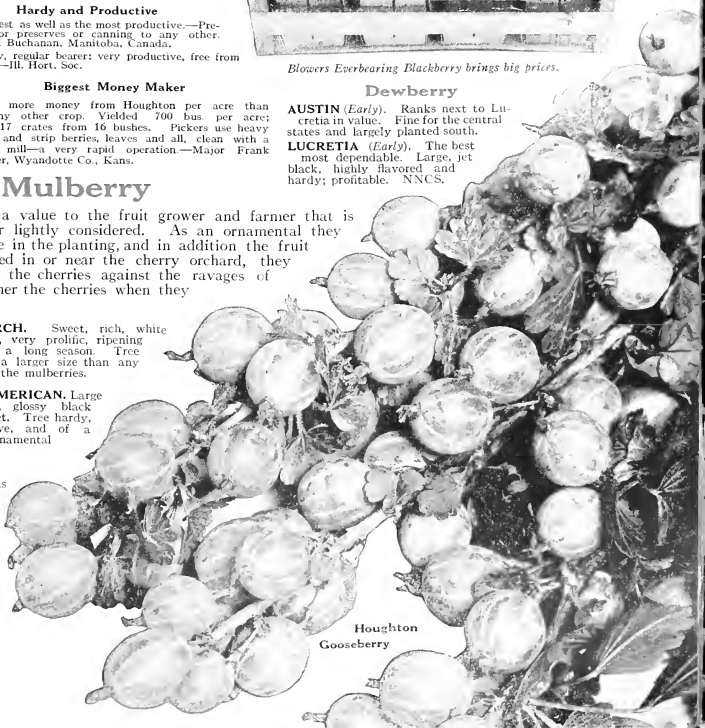 Hardy and Productive
est as well as the most productive.—Pre-
or preserves or canning to any other.
Buchanan, Manitoba, Canada.
y, regular bearer: very productive, free from
—Ill. Hort. Soc.
Biggest Money Maker
more money from Houghton per acre than
ny other crop. Yielded 700 bus. per acre;
17 crates from 16 bushes. Pickers use heavy
and strip berries, leaves and all, clean with a
mill—a very rapid operation.—Major Frank
er, Wyandotte Co., Kans.
Blowers Everbearing Blackberry brings big prices.
Dewberry
AUSTIN (Early). Ranks next to Lu-
cretia in value. Fine for the central
states and largely planted south.
LUCRETIA (Early). The best
most dependable. Large, jet
black, highly flavored and
hardy; profitable. NNCS.
Mulberry
a value to the fruit grower and farmer that is
r lightly considered. As an ornamental they
e in the planting, and in addition the fruit
ed in or near the cherry orchard, they
the cherries against the ravages of
her the cherries when they
RCH. Sweet, rich, white
, very prolific, ripening
a long season. Tree
a larger size than any
the mulberries.
MERICAN. Large
, glossy black
et. Tree hardy,
ve, and of a
namental
s
Houghton
Gooseberry